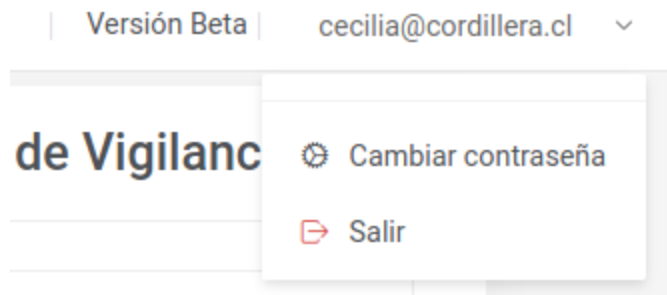 Versión Beta
cecilia@cordillera.cl
de Vigilanc
Cambiar contraseña
Salir